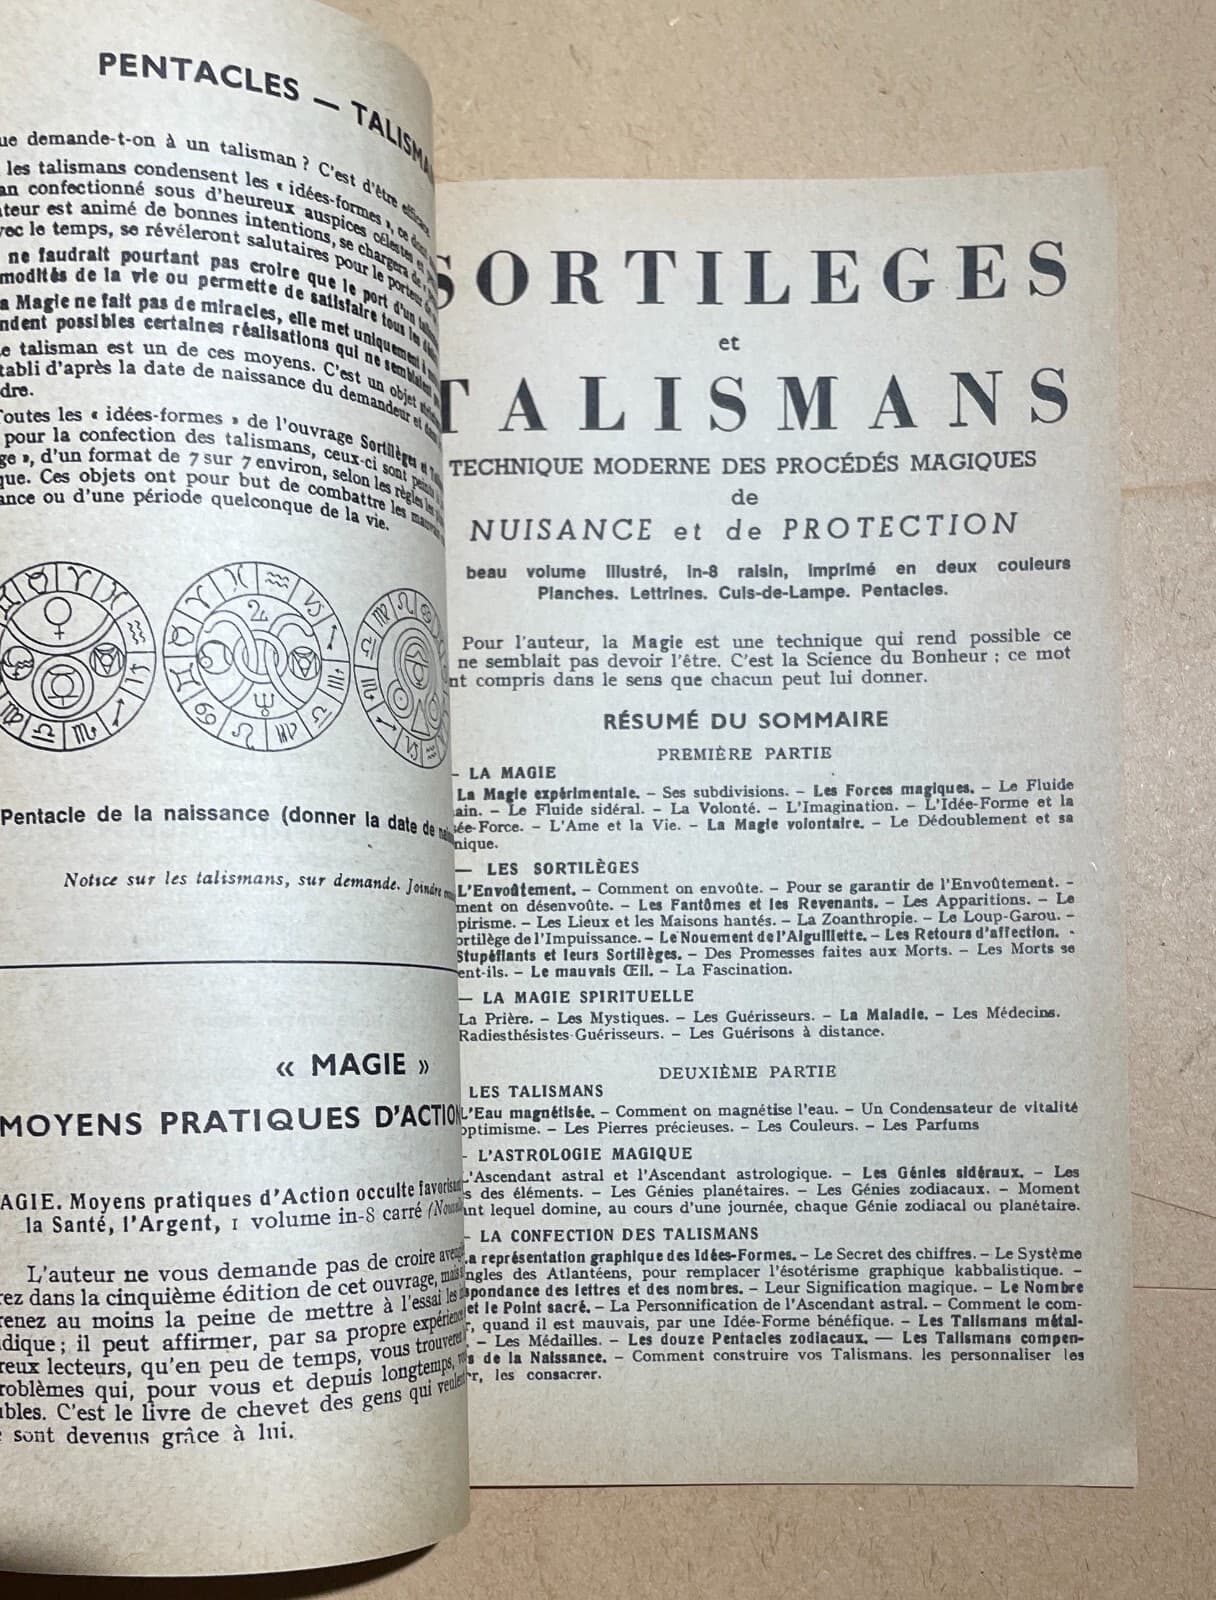 PENTACLES — TALISMA
ue demande-t-on à un talisman ? C'est d'être efficace
les talismans condensent les « idées-formes », ce dont
an confectionné sous d'heureux auspices célestes et
teur est animé de bonnes intentions, se chargera de
vec le temps, se révéleront salutaires pour le porteur
ne faudrait pourtant pas croire que le port d'un talisman
modités de la vie ou permette de satisfaire tous les
a Magie ne fait pas de miracles, elle met uniquement à
ndent possibles certaines réalisations qui ne semblaient
e talisman est un de ces moyens. C'est un objet
tabli d'après la date de naissance du demandeur et
dre.
Toutes les « idées-formes » de l'ouvrage Sortilèges et
pour la confection des talismans, ceux-ci sont peints
ge », d'un format de 7 sur 7 environ, selon les règles les
que. Ces objets ont pour but de combattre les mauvais
ance ou d'une période quelconque de la vie.
Pentacle de la naissance (donner la date de
Notice sur les talismans, sur demande. Joindre
« MAGIE »
MOYENS PRATIQUES D'ACTION
AGIE. Moyens pratiques d'Action occulte favorisant
la Santé, l'Argent, 1 volume in-8 carré
L'auteur ne vous demande pas de croire
rez dans la cinquième édition de cet ouvrage, mais
renez au moins la peine de mettre à l'essai les
dique ; il peut affirmer, par sa propre expérience
reux lecteurs, qu'en peu de temps, vous trouverez
roblèmes qui, pour vous et depuis longtemps,
bles. C'est le livre de chevet des gens qui veulent
e sont devenus grâce à lui.
SORTILEGES
et
TALISMANS
TECHNIQUE MODERNE DES PROCÉDÉS MAGIQUES
de
NUISANCE et de PROTECTION
beau volume illustré, in-8 raisin, imprimé en deux couleurs
Planches. Lettrines. Culs-de-Lampe. Pentacles.
Pour l'auteur, la Magie est une technique qui rend possible ce
ne semblait pas devoir l'être. C'est la Science du Bonheur ; ce mot
nt compris dans le sens que chacun peut lui donner.
RÉSUMÉ DU SOMMAIRE
PREMIÈRE PARTIE
– LA MAGIE
La Magie expérimentale. – Ses subdivisions. – Les Forces magiques. – Le Fluide
ain. – Le Fluide sidéral. – La Volonté. – L'Imagination. – L'Idée-Forme et la
sée-Force. – L'Ame et la Vie. – La Magie volontaire. – Le Dédoublement et sa
nique.
— LES SORTILÈGES
L'Envoûtement. – Comment on envoûte. – Pour se garantir de l'Envoûtement. –
ment on désenvoûte. – Les Fantômes et les Revenants. – Les Apparitions. – Le
pirisme. – Les Lieux et les Maisons hantés. – La Zoanthropie. – Le Loup-Garou. –
ortilège de l'Impuissance. – Le Nouement de l'Aiguillette. – Les Retours d'affection. -
Stupéfiants et leurs Sortilèges. – Des Promesses faites aux Morts. – Les Morts se
ent-ils. – Le mauvais Œil. – La Fascination.
— LA MAGIE SPIRITUELLE
La Prière. – Les Mystiques. – Les Guérisseurs. – La Maladie. – Les Médecins.
Radiesthésistes-Guérisseurs. – Les Guérisons à distance.
DEUXIÈME PARTIE
LES TALISMANS
L'Eau magnétisée. – Comment on magnétise l'eau. – Un Condensateur de vitalité
optimisme. – Les Pierres précieuses. – Les Couleurs. – Les Parfums
- L'ASTROLOGIE MAGIQUE
L'Ascendant astral et l'Ascendant astrologique. – Les Génies sidéraux. – Les
s des éléments. – Les Génies planétaires. – Les Génies zodiacaux. – Moment
ant lequel domine, au cours d'une journée, chaque Génie zodiacal ou planétaire.
– LA CONFECTION DES TALISMANS
a représentation graphique des Idées-Formes. – Le Secret des chiffres. – Le Système
ngles des Atlantéens, pour remplacer l'ésotérisme graphique kabbalistique. –
spondance des lettres et des nombres. – Leur Signification magique. – Le Nombre
et le Point sacré. – La Personnification de l'Ascendant astral. – Comment le com-
r, quand il est mauvais, par une Idée-Forme bénéfique. – Les Talismans métal-
. – Les Médailles. – Les douze Pentacles zodiacaux. — Les Talismans compen-
s de la Naissance. – Comment construire vos Talismans. les personnaliser les
r, les consacrer.